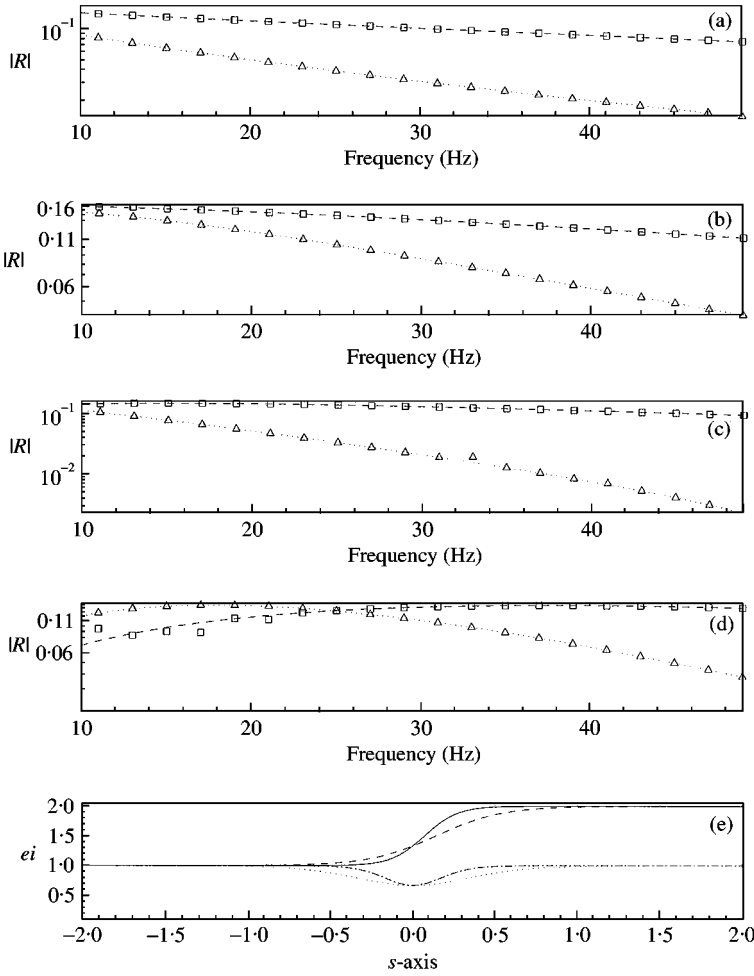 (a)
10⁻¹
|R|
10 20 30 40
Frequency (Hz)
0·16
(b)
0·11
|R|
0·06
10 20 30 40
Frequency (Hz)
10⁻¹
(c)
|R|
10⁻²
10 20 30 40
Frequency (Hz)
0·11
(d)
|R|
0·06
10 20 30 40
Frequency (Hz)
2·0
(e)
1·5
ei
1·0
0·5
−2·0 −1·5 −1·0 −0·5 0·0 0·5 1·0 1·5 2·0
s-axis